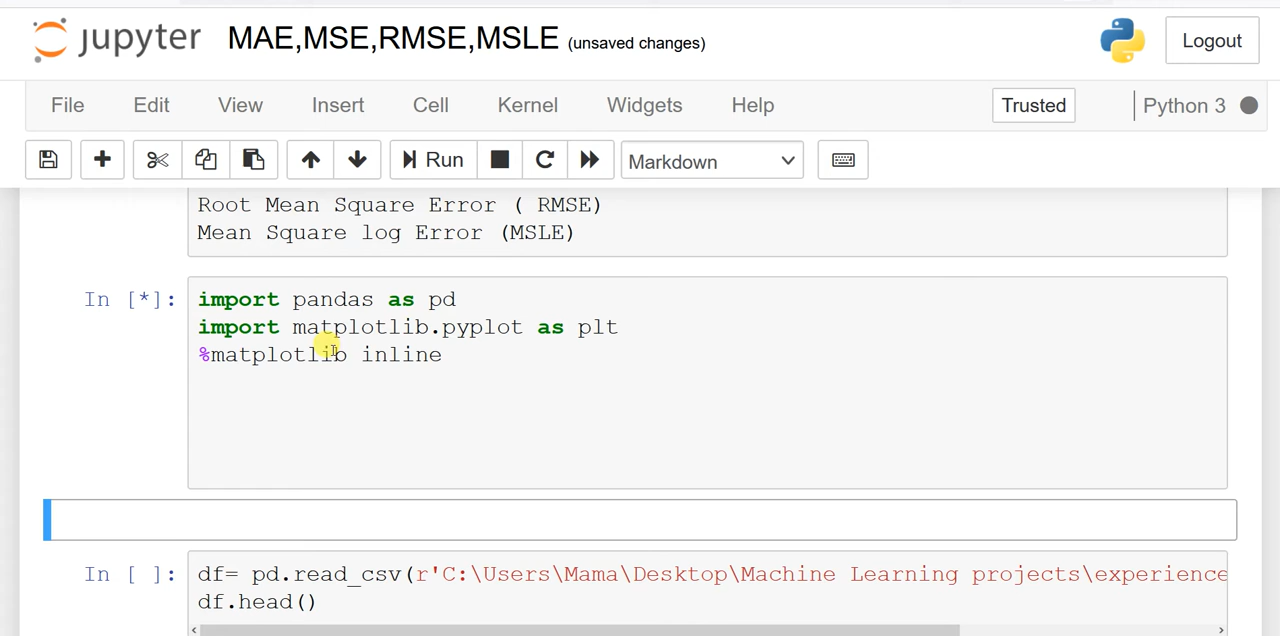 jupyter MAE,MSE,RMSE,MSLE (unsaved changes) Logout
File Edit View Insert Cell Kernel Widgets Help Trusted Python 3
Run Markdown
Root Mean Square Error ( RMSE)
Mean Square log Error (MSLE)
In [*]: import pandas as pd
import matplotlib.pyplot as plt
%matplotlib inline
In [ ]: df= pd.read_csv(r'C:\Users\Mama\Desktop\Machine Learning projects\experience
df.head()